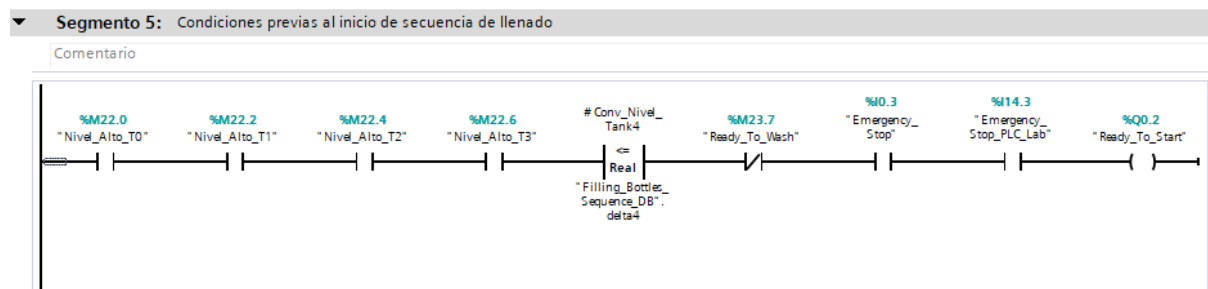 Segmento 5: Condiciones previas al inicio de secuencia de llenado
Comentario
%M22.0
"Nivel_Alto_T0"
%M22.2
"Nivel_Alto_T1"
%M22.4
"Nivel_Alto_T2"
%M22.6
"Nivel_Alto_T3"
#Conv_Nivel_
Tank4
<=
Real
"Filling_Bottles_
Sequence_DB".
delta4
%M23.7
"Ready_To_Wash"
%I0.3
"Emergency_
Stop"
%I14.3
"Emergency_
Stop_PLC_Lab"
%Q0.2
"Ready_To_Start"